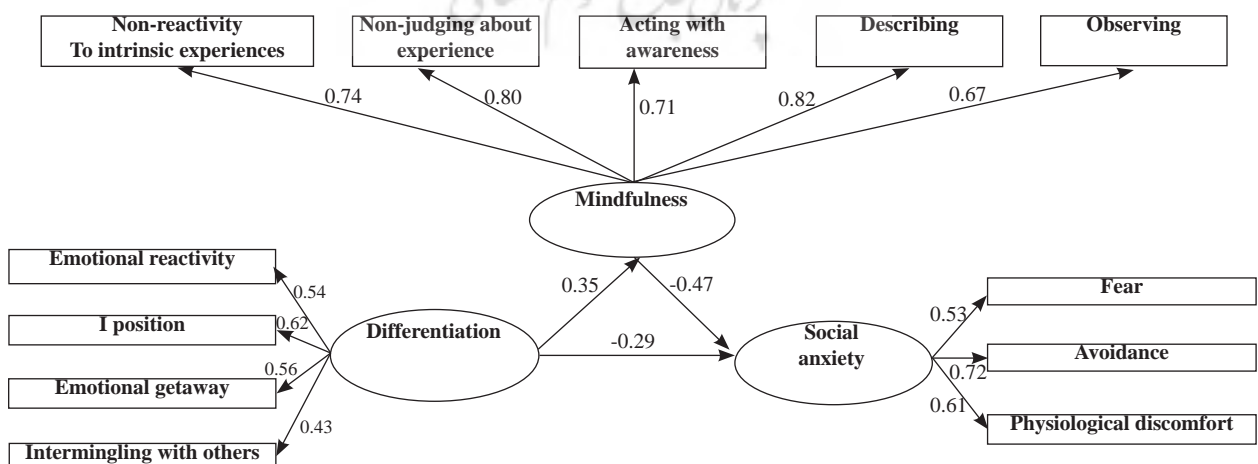 Non-reactivity
To intrinsic experiences
Non-judging about
experience
Acting with
awareness
Describing
Observing
0.74
0.80
0.71
0.82
0.67
Mindfulness
Emotional reactivity
I position
Emotional getaway
Intermingling with others
0.54
0.62
0.56
0.43
Differentiation
0.35
-0.47
-0.29
Social
anxiety
0.53
0.72
0.61
Fear
Avoidance
Physiological discomfort